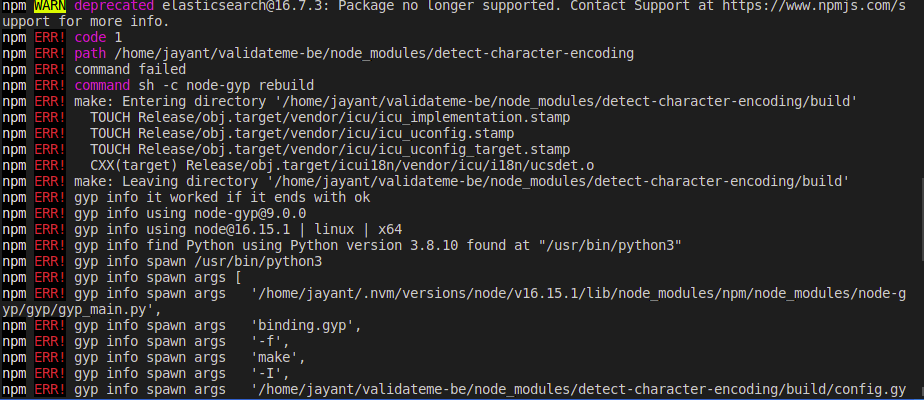 npm WARN deprecated elasticsearch@16.7.3: Package no longer supported. Contact Support at https://www.npmjs.com/s
upport for more info.
npm ERR! code 1
npm ERR! path /home/jayant/validateme-be/node_modules/detect-character-encoding
npm ERR! command failed
npm ERR! command sh -c node-gyp rebuild
npm ERR! make: Entering directory '/home/jayant/validateme-be/node_modules/detect-character-encoding/build'
npm ERR!   TOUCH Release/obj.target/vendor/icu/icu_implementation.stamp
npm ERR!   TOUCH Release/obj.target/vendor/icu/icu_uconfig.stamp
npm ERR!   TOUCH Release/obj.target/vendor/icu/icu_uconfig_target.stamp
npm ERR!   CXX(target) Release/obj.target/icui18n/vendor/icu/i18n/ucsdet.o
npm ERR! make: Leaving directory '/home/jayant/validateme-be/node_modules/detect-character-encoding/build'
npm ERR! gyp info it worked if it ends with ok
npm ERR! gyp info using node-gyp@9.0.0
npm ERR! gyp info using node@16.15.1 | linux | x64
npm ERR! gyp info find Python using Python version 3.8.10 found at "/usr/bin/python3"
npm ERR! gyp info spawn /usr/bin/python3
npm ERR! gyp info spawn args [
npm ERR! gyp info spawn args   '/home/jayant/.nvm/versions/node/v16.15.1/lib/node_modules/npm/node_modules/node-g
yp/gyp/gyp_main.py',
npm ERR! gyp info spawn args   'binding.gyp',
npm ERR! gyp info spawn args   '-f',
npm ERR! gyp info spawn args   'make',
npm ERR! gyp info spawn args   '-I',
npm ERR! gyp info spawn args   '/home/jayant/validateme-be/node_modules/detect-character-encoding/build/config.gy